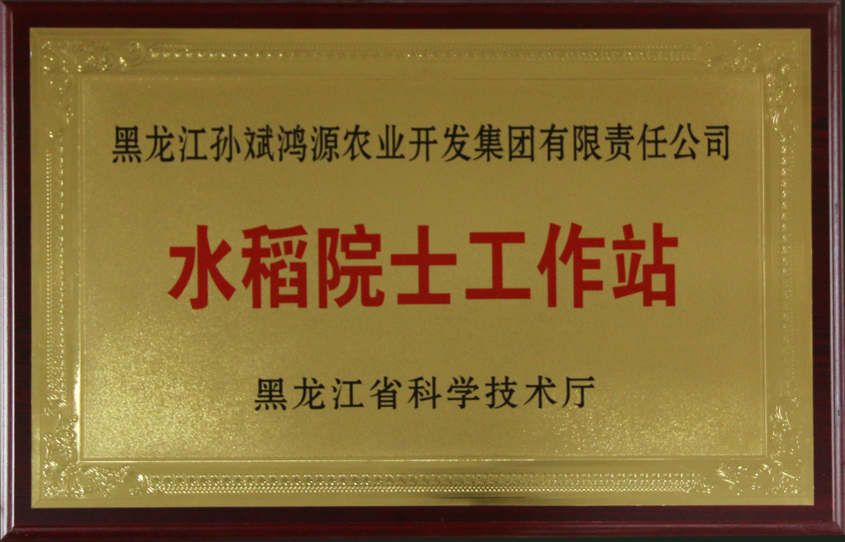 黑龙江孙斌鸿源农业开发集团有限责任公司
水稻院士工作站
黑龙江省科学技术厅